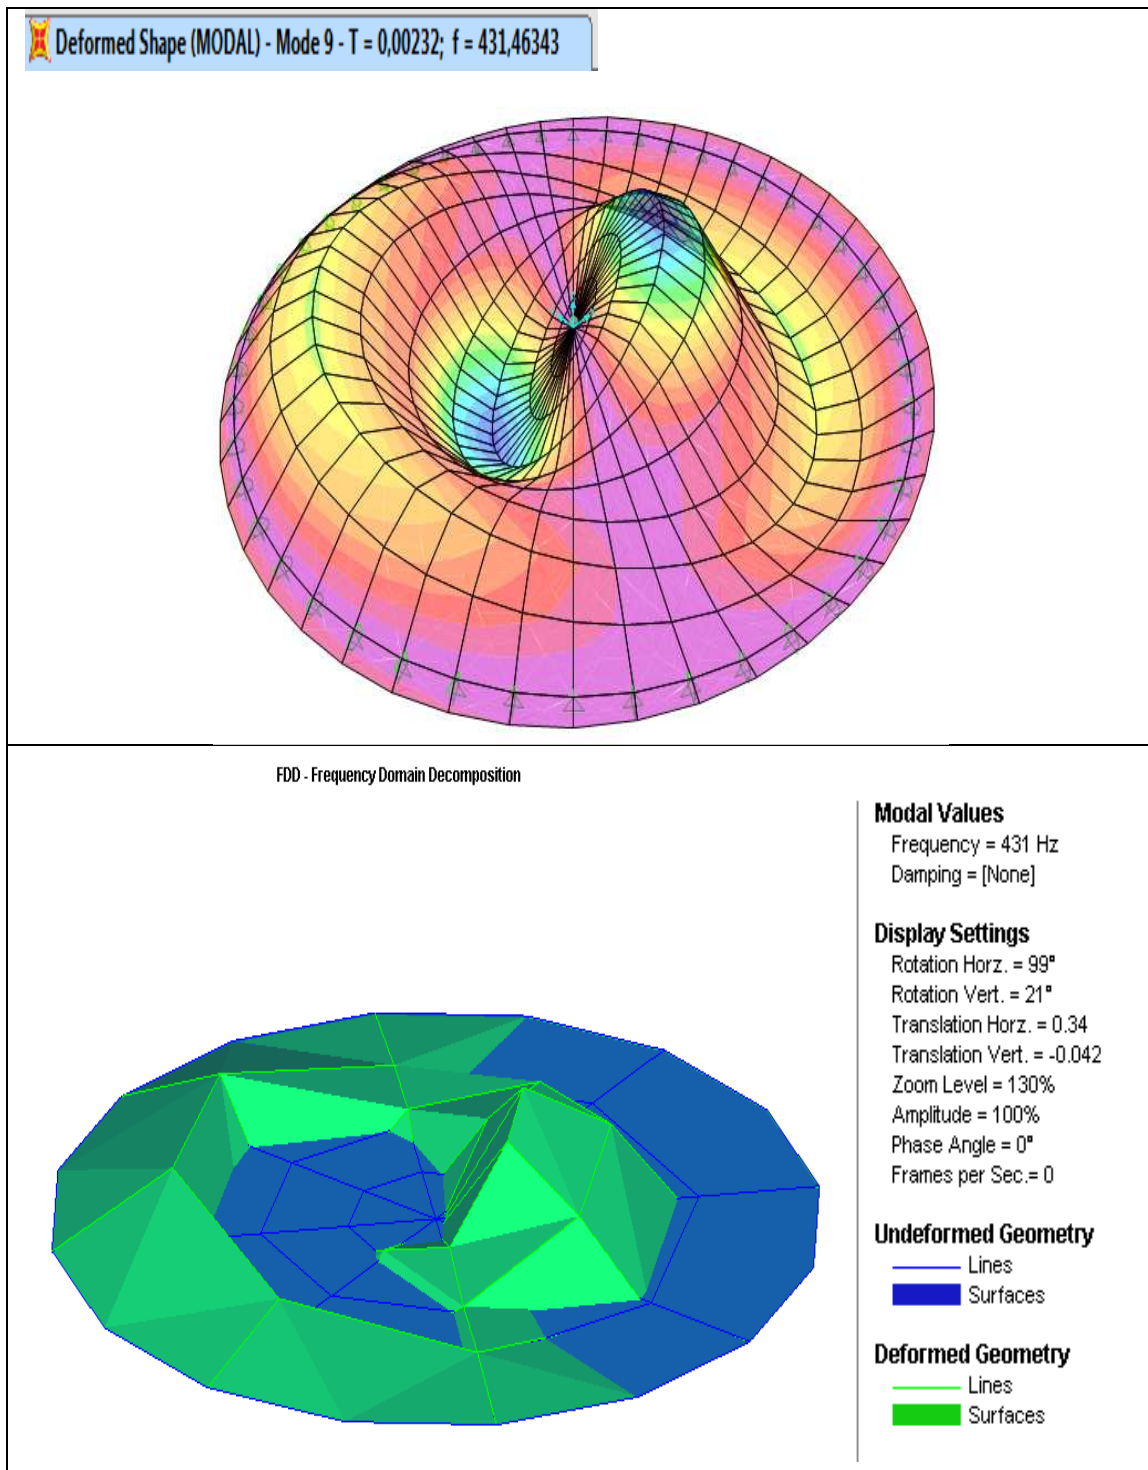 Deformed Shape (MODAL) - Mode 9 - T = 0,00232; f = 431,46343
FDD - Frequency Domain Decomposition
Modal Values
Frequency = 431 Hz
Damping = [None]
Display Settings
Rotation Horz. = 99°
Rotation Vert. = 21°
Translation Horz. = 0.34
Translation Vert. = -0.042
Zoom Level = 130%
Amplitude = 100%
Phase Angle = 0°
Frames per Sec.= 0
Undeformed Geometry
Lines
Surfaces
Deformed Geometry
Lines
Surfaces